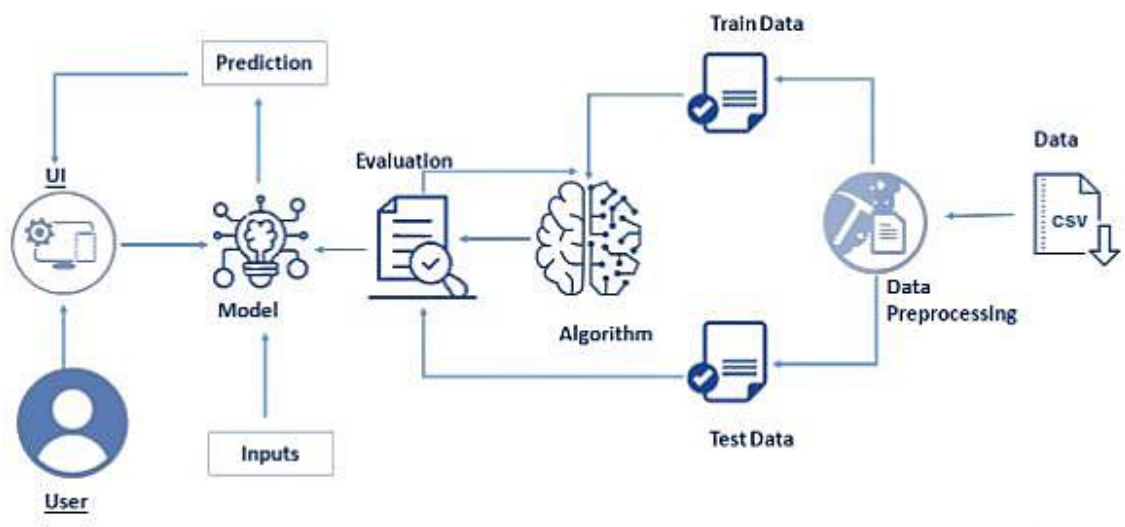 Train Data
Prediction
Data
Evaluation
UI
CSV
Model
Data
Preprocessing
Algorithm
Inputs
Test Data
User